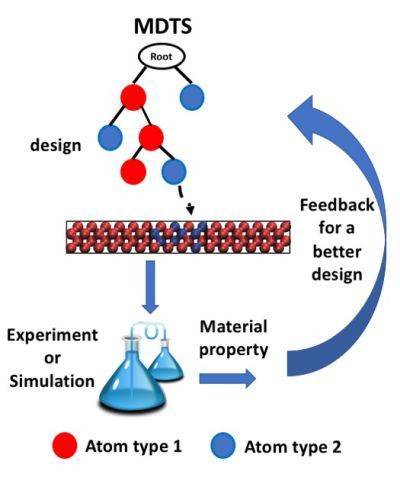 MDTS
Root
design
Feedback
for a
better
design
Experiment
or
Simulation
Material
property
Atom type 1
Atom type 2